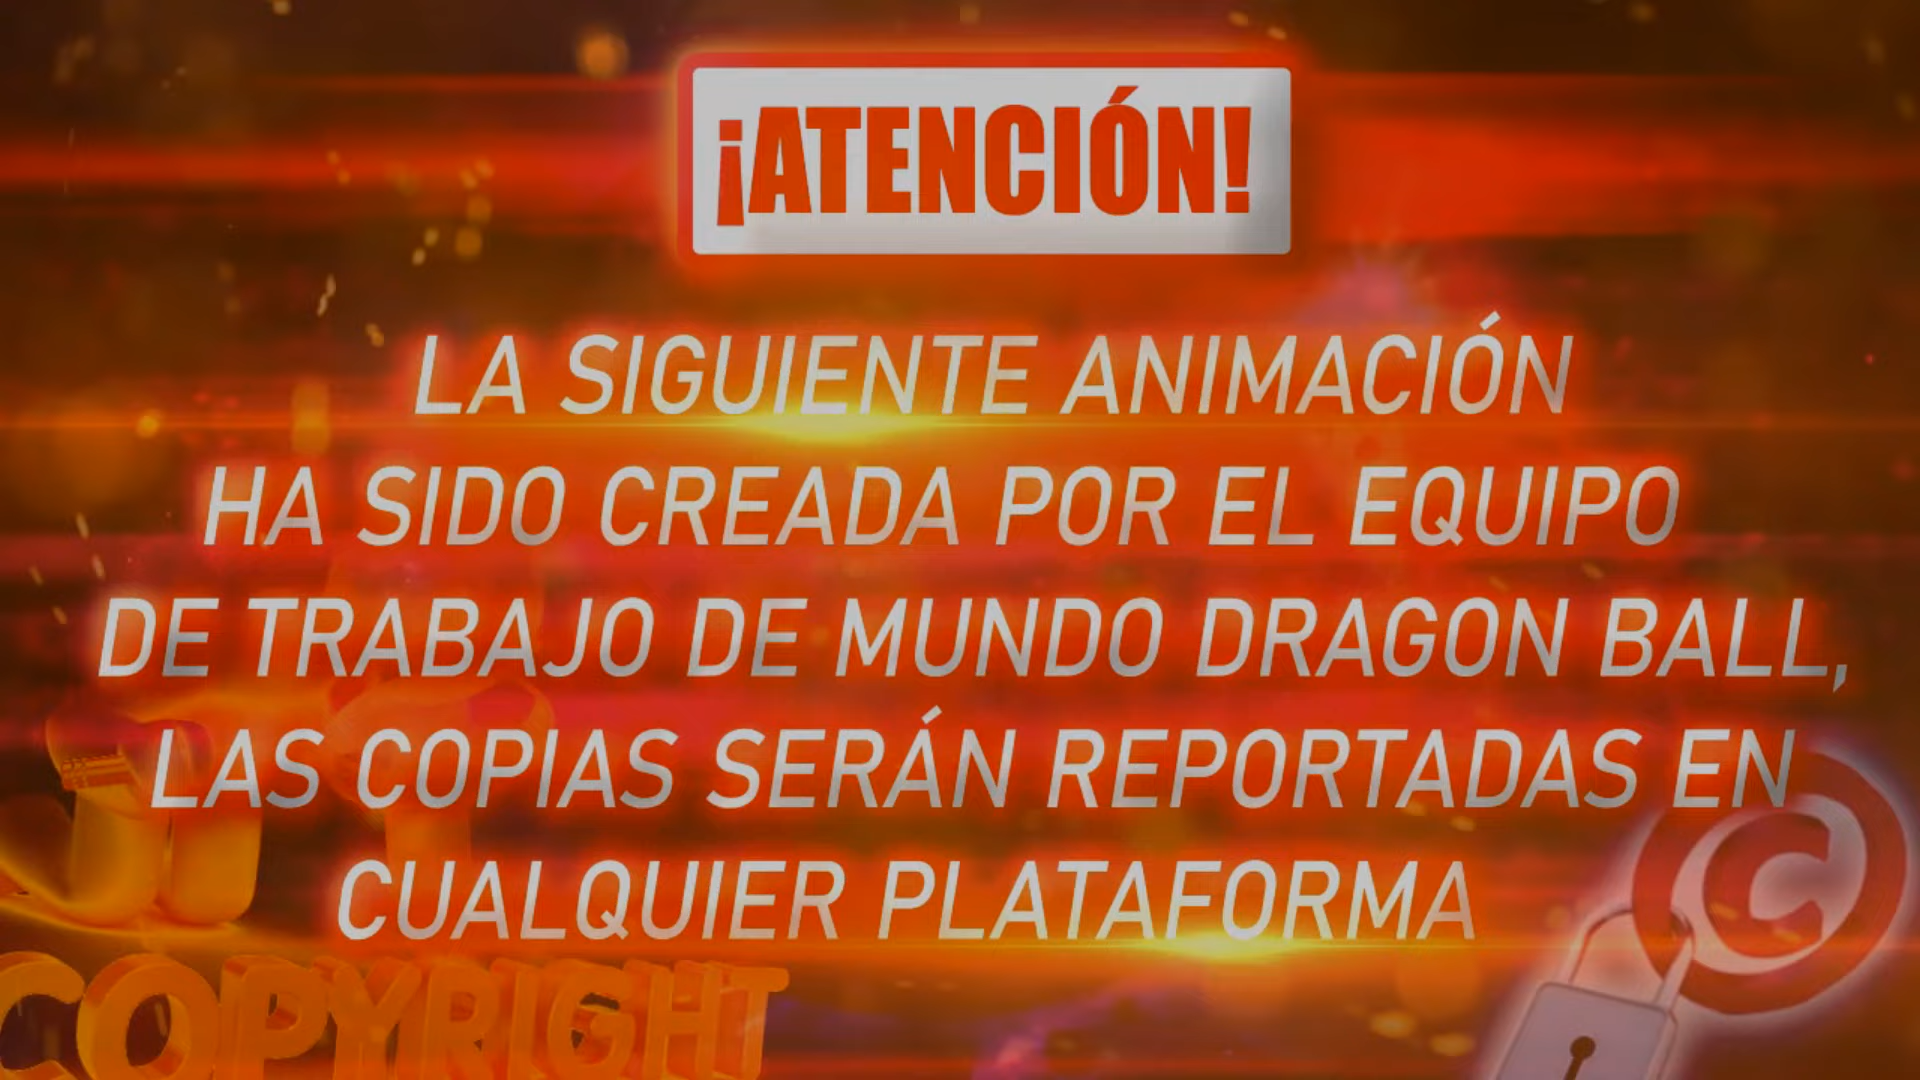 ¡ATENCIÓN!
LA SIGUIENTE ANIMACIÓN
HA SIDO CREADA POR EL EQUIPO
DE TRABAJO DE MUNDO DRAGON BALL,
LAS COPIAS SERÁN REPORTADAS EN
CUALQUIER PLATAFORMA
©
COPYRIGHT